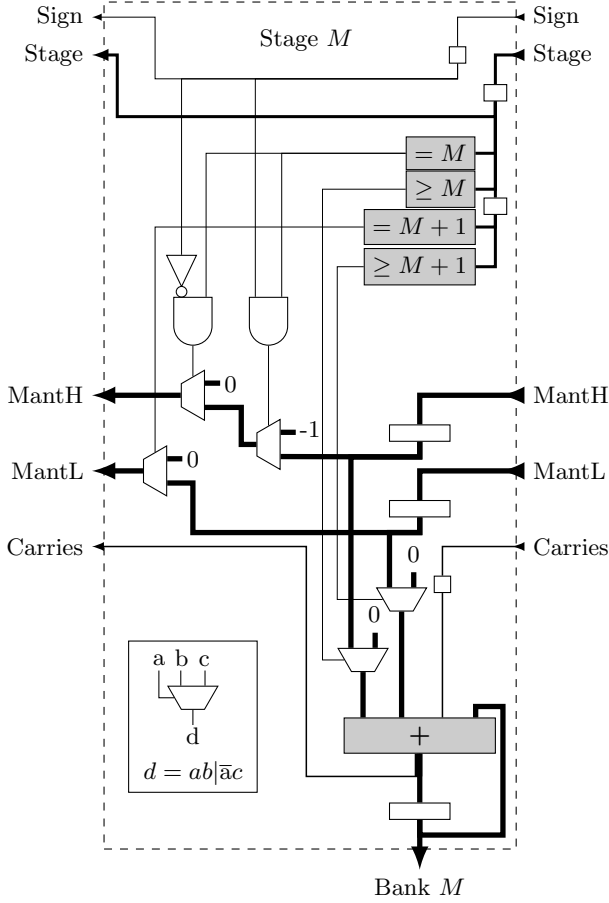 Sign
Sign
Stage M
Stage
Stage
= M
≥ M
= M + 1
≥ M + 1
0
MantH
MantH
-1
0
MantL
MantL
Carries
Carries
0
0
a b c
d
d = ab|a̅c
+
Bank M